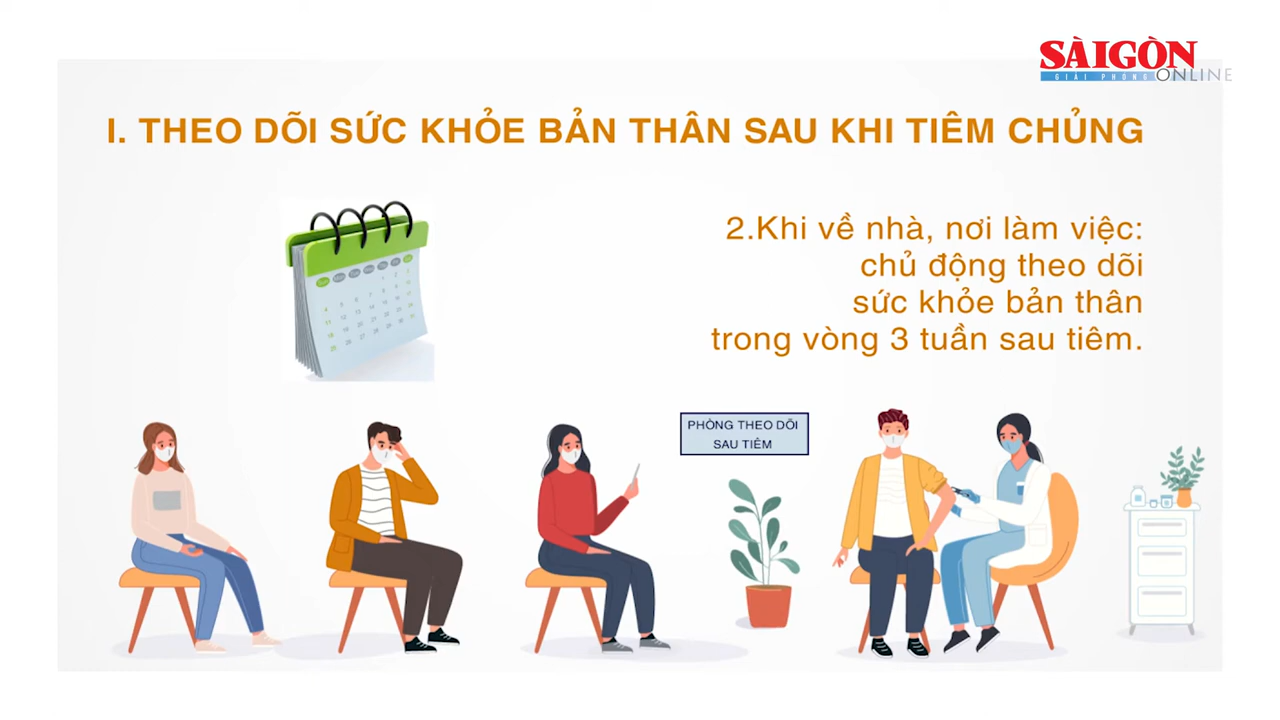 SÀIGÒN
GIẢI PHÓNG ONLINE
I. THEO DÕI SỨC KHỎE BẢN THÂN SAU KHI TIÊM CHỦNG
2.Khi về nhà, nơi làm việc:
chủ động theo dõi
sức khỏe bản thân
trong vòng 3 tuần sau tiêm.
PHÒNG THEO DÕI
SAU TIÊM